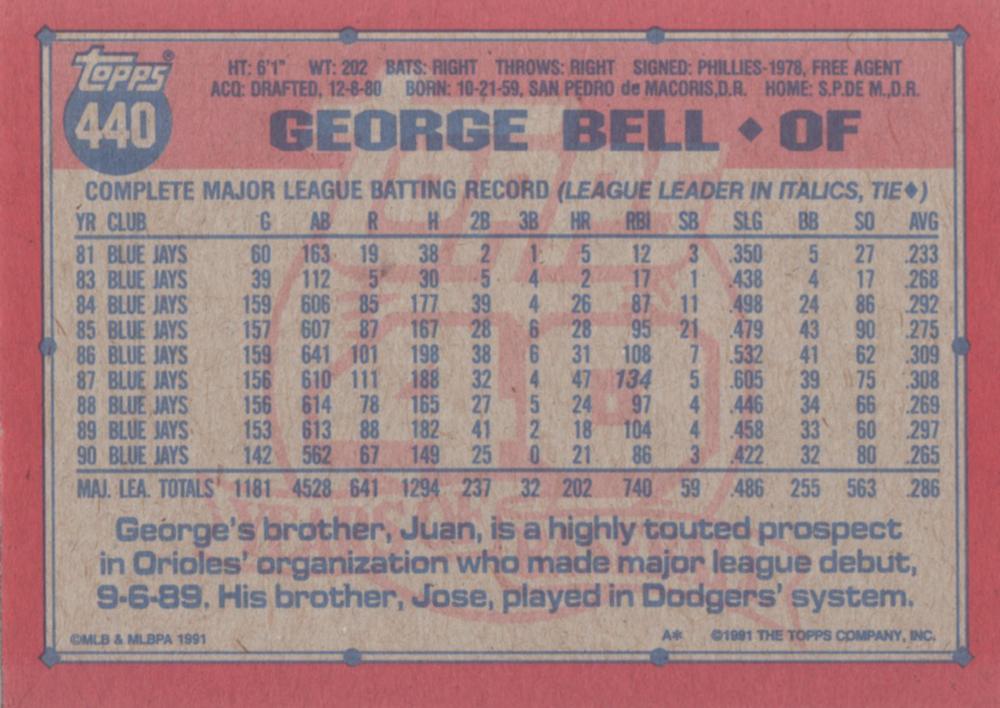 Topps®
440
HT: 6'1" WT: 202 BATS: RIGHT THROWS: RIGHT SIGNED: PHILLIES-1978, FREE AGENT
ACQ: DRAFTED, 12-8-80 BORN: 10-21-59, SAN PEDRO de MACORIS,D.R. HOME: S.P.DE M.,D.R.
GEORGE BELL ◆ OF
COMPLETE MAJOR LEAGUE BATTING RECORD (LEAGUE LEADER IN ITALICS, TIE◆)
YR CLUB G AB R H 2B 3B HR RBI SB SLG BB SO AVG
81 BLUE JAYS 60 163 19 38 2 1 5 12 3 .350 5 27 .233
83 BLUE JAYS 39 112 5 30 5 4 2 17 1 .438 4 17 .268
84 BLUE JAYS 159 606 85 177 39 4 26 87 11 .498 24 86 .292
85 BLUE JAYS 157 607 87 167 28 6 28 95 21 .479 43 90 .275
86 BLUE JAYS 159 641 101 198 38 6 31 108 7 .532 41 62 .309
87 BLUE JAYS 156 610 111 188 32 4 47 134 5 .605 39 75 .308
88 BLUE JAYS 156 614 78 165 27 5 24 97 4 .446 34 66 .269
89 BLUE JAYS 153 613 88 182 41 2 18 104 4 .458 33 60 .297
90 BLUE JAYS 142 562 67 149 25 0 21 86 3 .422 32 80 .265
MAJ. LEA. TOTALS 1181 4528 641 1294 237 32 202 740 59 .486 255 563 .286
George's brother, Juan, is a highly touted prospect
in Orioles' organization who made major league debut,
9-6-89. His brother, Jose, played in Dodgers' system.
©MLB & MLBPA 1991 A* ©1991 THE TOPPS COMPANY, INC.
Topps
40
YEARS OF BASEBALL